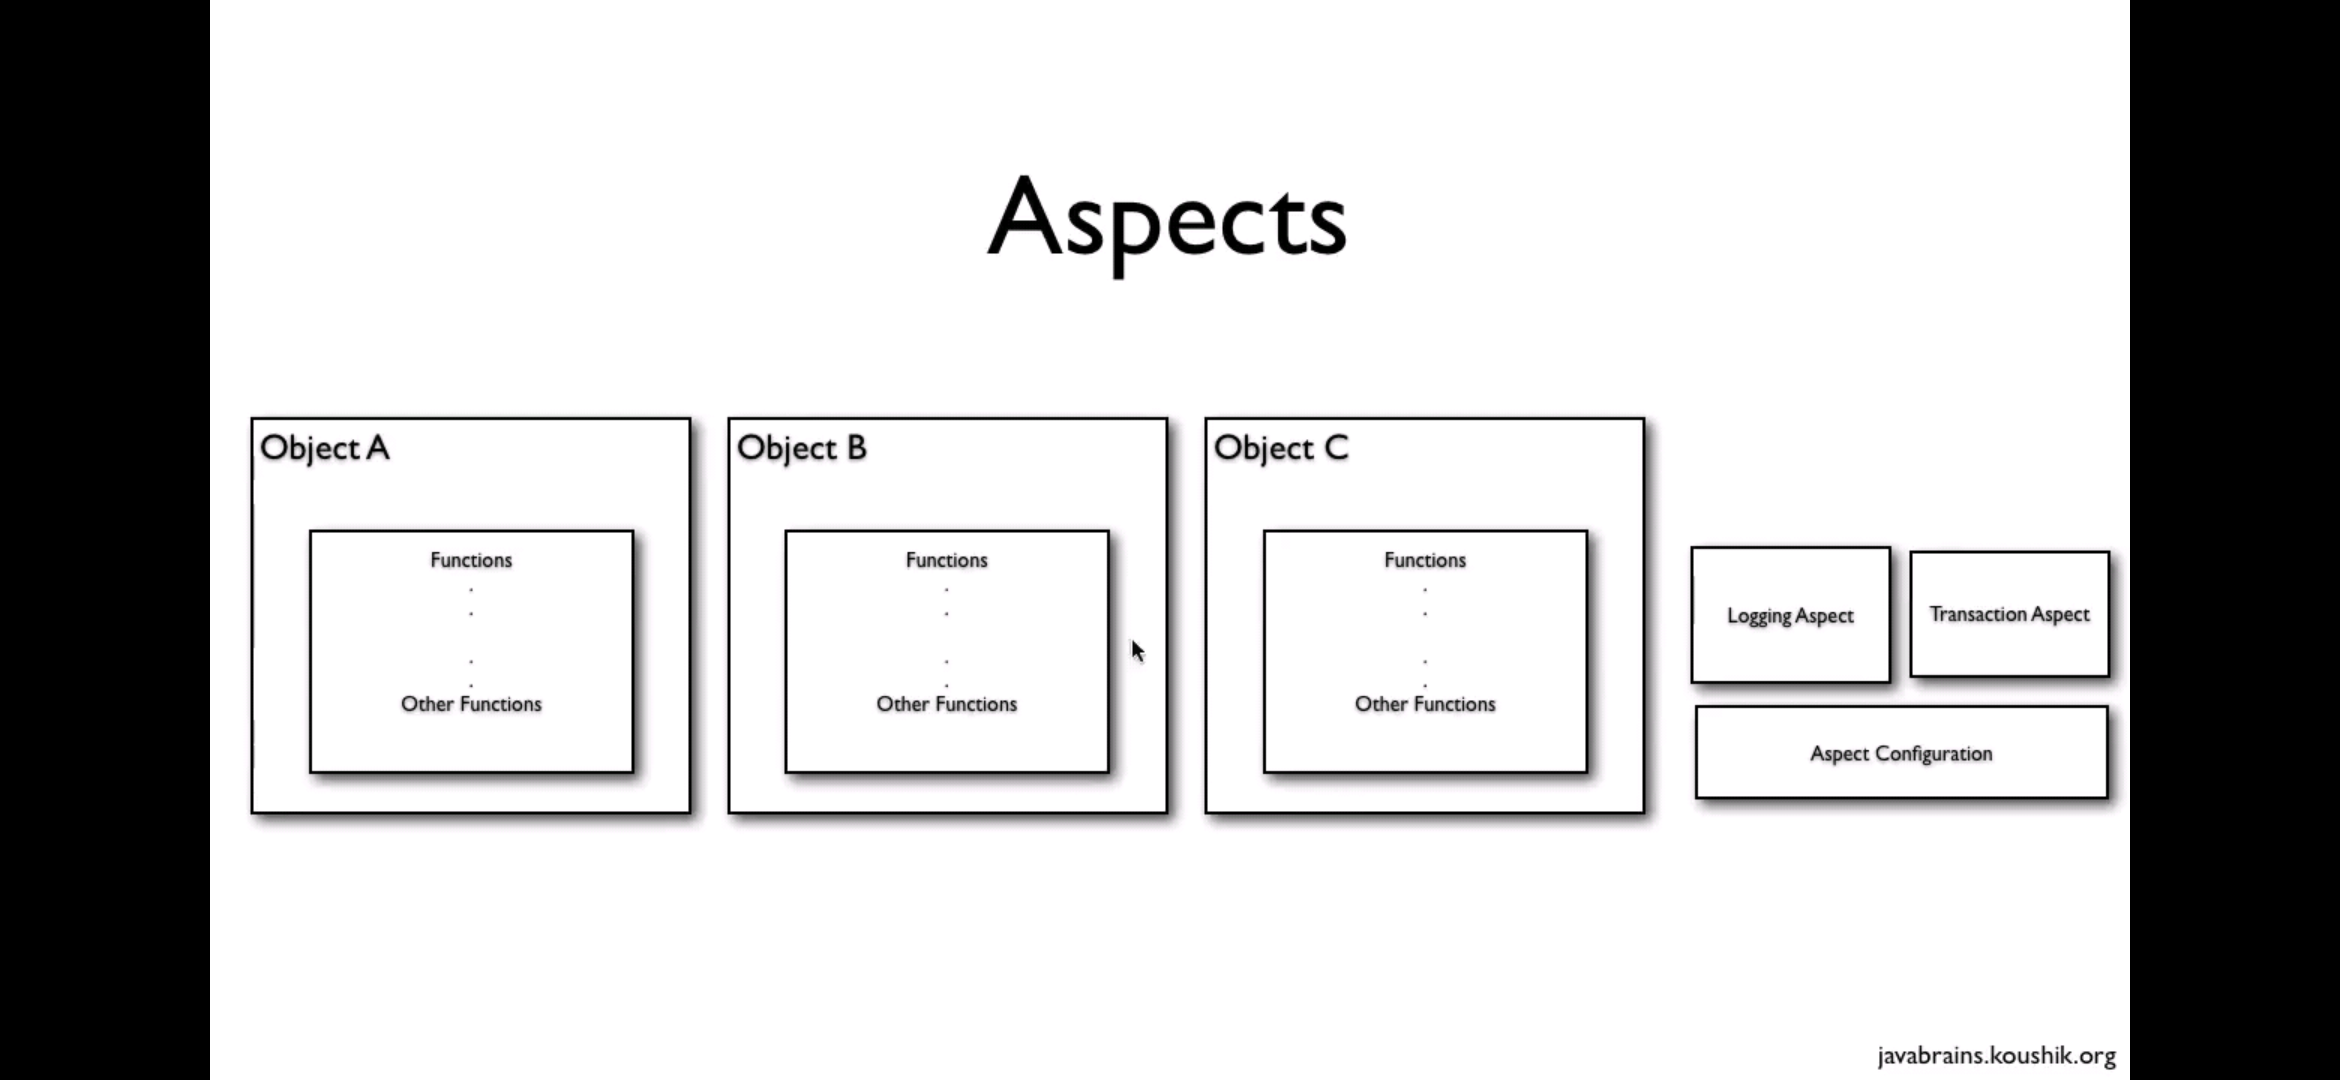 Aspects
Object A
Functions
.
.
.
.
Other Functions
Object B
Functions
.
.
.
.
Other Functions
Object C
Functions
.
.
.
.
Other Functions
Logging Aspect
Transaction Aspect
Aspect Configuration
javabrains.koushik.org